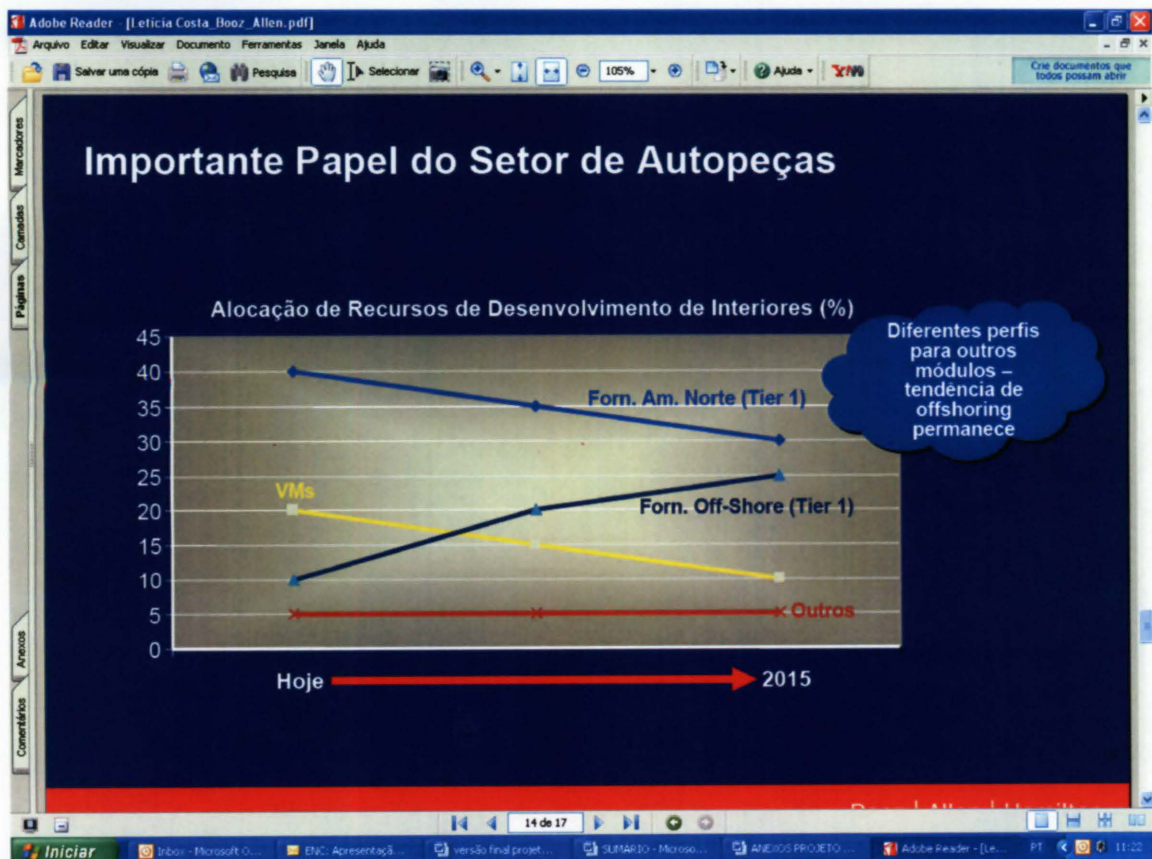 Adobe Reader - [Letícia Costa_Booz_Allen.pdf]
Arquivo Editar Visualizar Documento Ferramentas Janela Ajuda
Salvar uma cópia Pesquisa Selecionar 105% Ajuda
Crie documentos que
todos possam abrir
Marcadores
Camadas
Páginas
Anexos
Comentários
Importante Papel do Setor de Autopeças
Alocação de Recursos de Desenvolvimento de Interiores (%)
Diferentes perfis
para outros
módulos –
tendência de
offshoring
permanece
45
40
35
30
25
20
15
10
5
0
Forn. Am. Norte (Tier 1)
VMs
Forn. Off-Shore (Tier 1)
Outros
Hoje
2015
14 de 17
Iniciar
Inbox - Microsoft O...
ENC: Apresentaçã...
versão final projet...
SUMARIO - Microso...
ANEXOS PROJETO ...
Adobe Reader - [Le...
PT
11:22